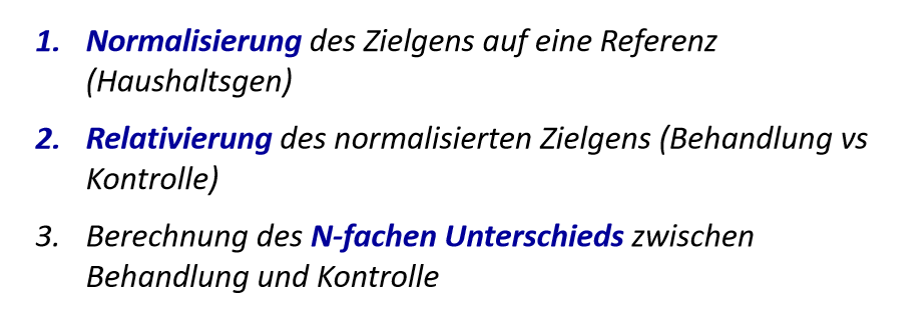 1. Normalisierung des Zielgens auf eine Referenz
(Haushaltsgen)
2. Relativierung des normalisierten Zielgens (Behandlung vs
Kontrolle)
3. Berechnung des N-fachen Unterschieds zwischen
Behandlung und Kontrolle